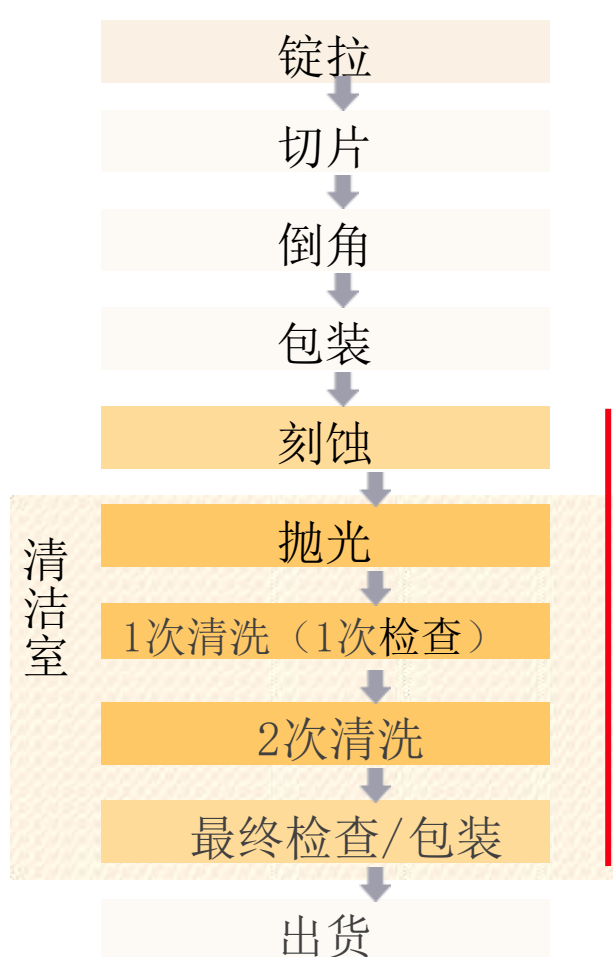 锭拉
切片
倒角
包装
刻蚀
清洁室
抛光
1次清洗（1次检查）
2次清洗
最终检查/包装
出货